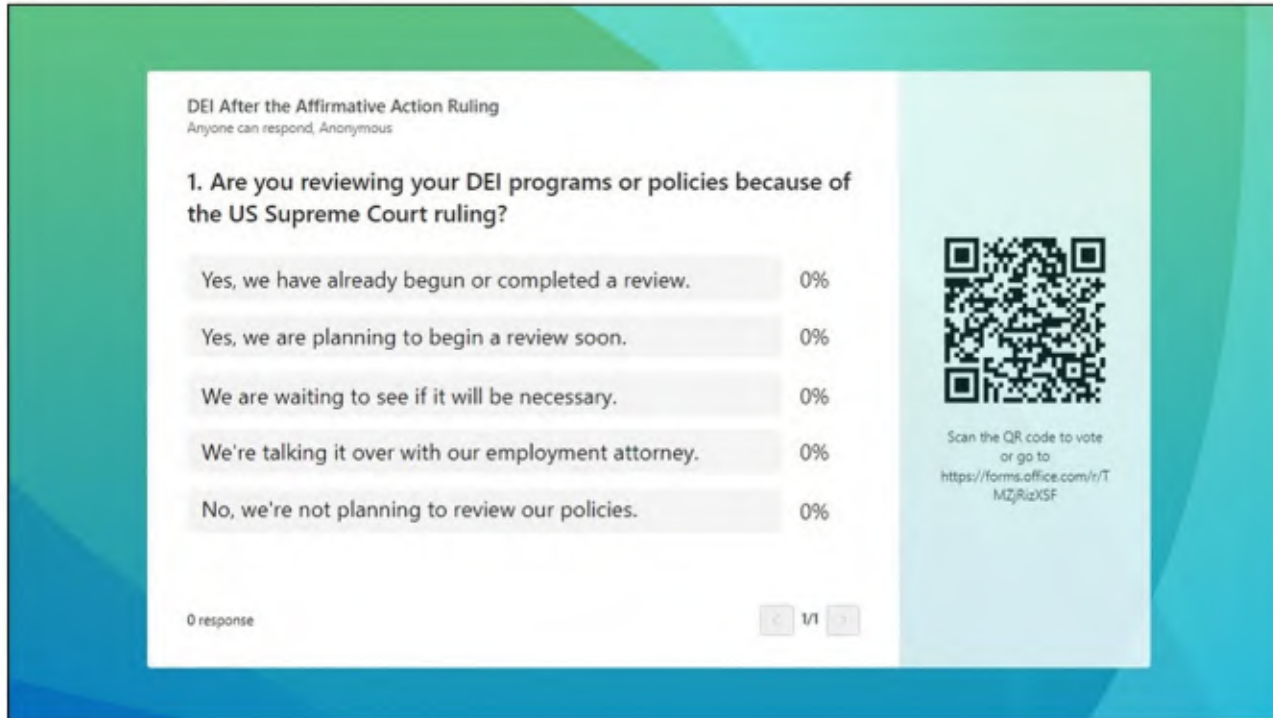 DEI After the Affirmative Action Ruling
Anyone can respond, Anonymous
1. Are you reviewing your DEI programs or policies because of
the US Supreme Court ruling?
Yes, we have already begun or completed a review. 0%
Yes, we are planning to begin a review soon. 0%
We are waiting to see if it will be necessary. 0%
We're talking it over with our employment attorney. 0%
No, we're not planning to review our policies. 0%
Scan the QR code to vote
or go to
https://forms.office.com/r/T
MZjRizXSF
0 response
1/1